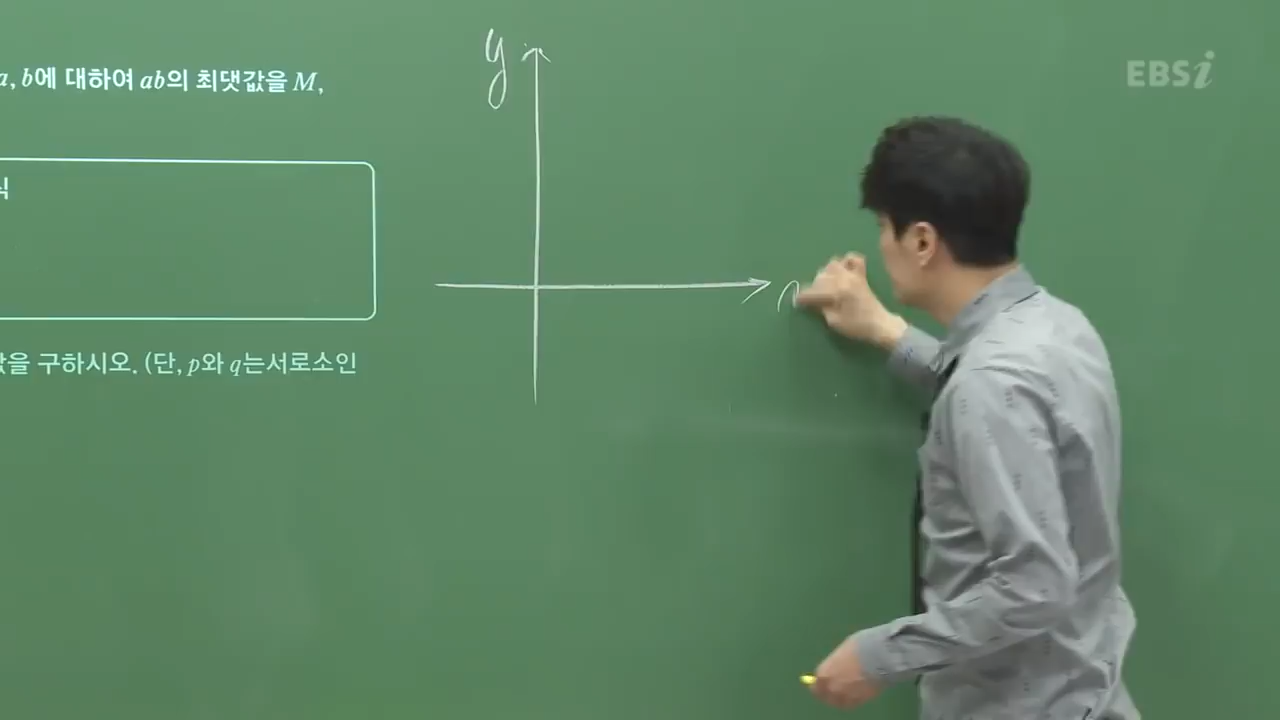 a, b에 대하여 ab의 최댓값을 M,
식
값을 구하시오. (단, p와 q는서로소인
y
EBSi